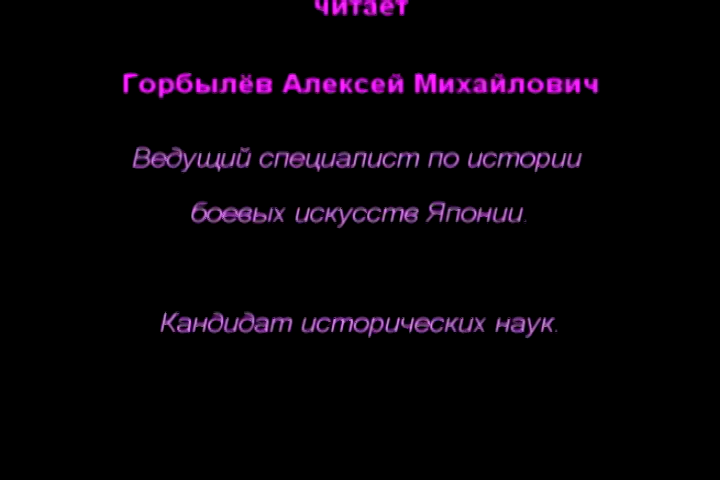 читает
Горбылёв Алексей Михайлович
Ведущий специалист по истории
боевых искусств Японии.
Кандидат исторических наук.